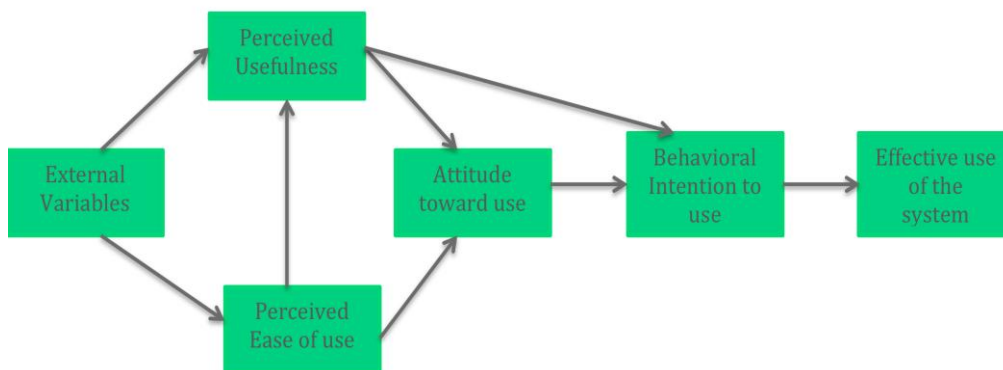 Perceived
Usefulness
External
Variables
Attitude
toward use
Behavioral
Intention to
use
Effective use
of the
system
Perceived
Ease of use